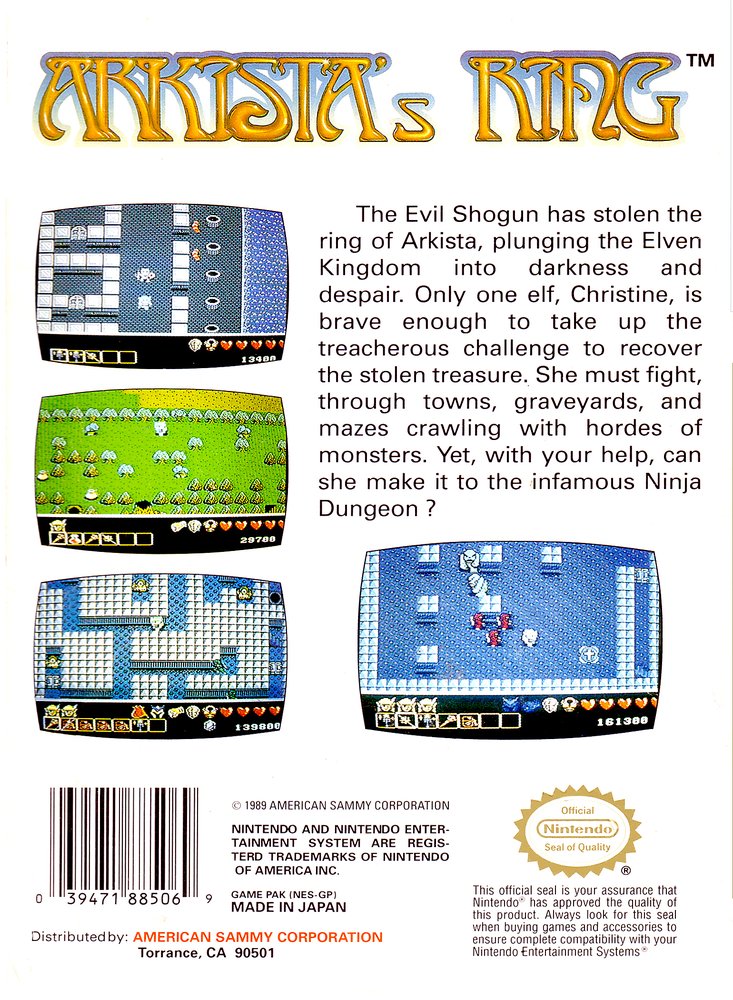 ARKISTA's RING™
The Evil Shogun has stolen the
ring of Arkista, plunging the Elven
Kingdom into darkness and
despair. Only one elf, Christine, is
brave enough to take up the
treacherous challenge to recover
the stolen treasure. She must fight,
through towns, graveyards, and
mazes crawling with hordes of
monsters. Yet, with your help, can
she make it to the infamous Ninja
Dungeon ?
13400
29700
139800
161300
0 39471 88506 9
© 1989 AMERICAN SAMMY CORPORATION
NINTENDO AND NINTENDO ENTER-
TAINMENT SYSTEM ARE REGIS-
TERD TRADEMARKS OF NINTENDO
OF AMERICA INC.
GAME PAK (NES-GP)
MADE IN JAPAN
Distributed by: AMERICAN SAMMY CORPORATION
Torrance, CA 90501
Official
Nintendo
Seal of Quality
®
This official seal is your assurance that
Nintendo® has approved the quality of
this product. Always look for this seal
when buying games and accessories to
ensure complete compatibility with your
Nintendo Entertainment Systems®